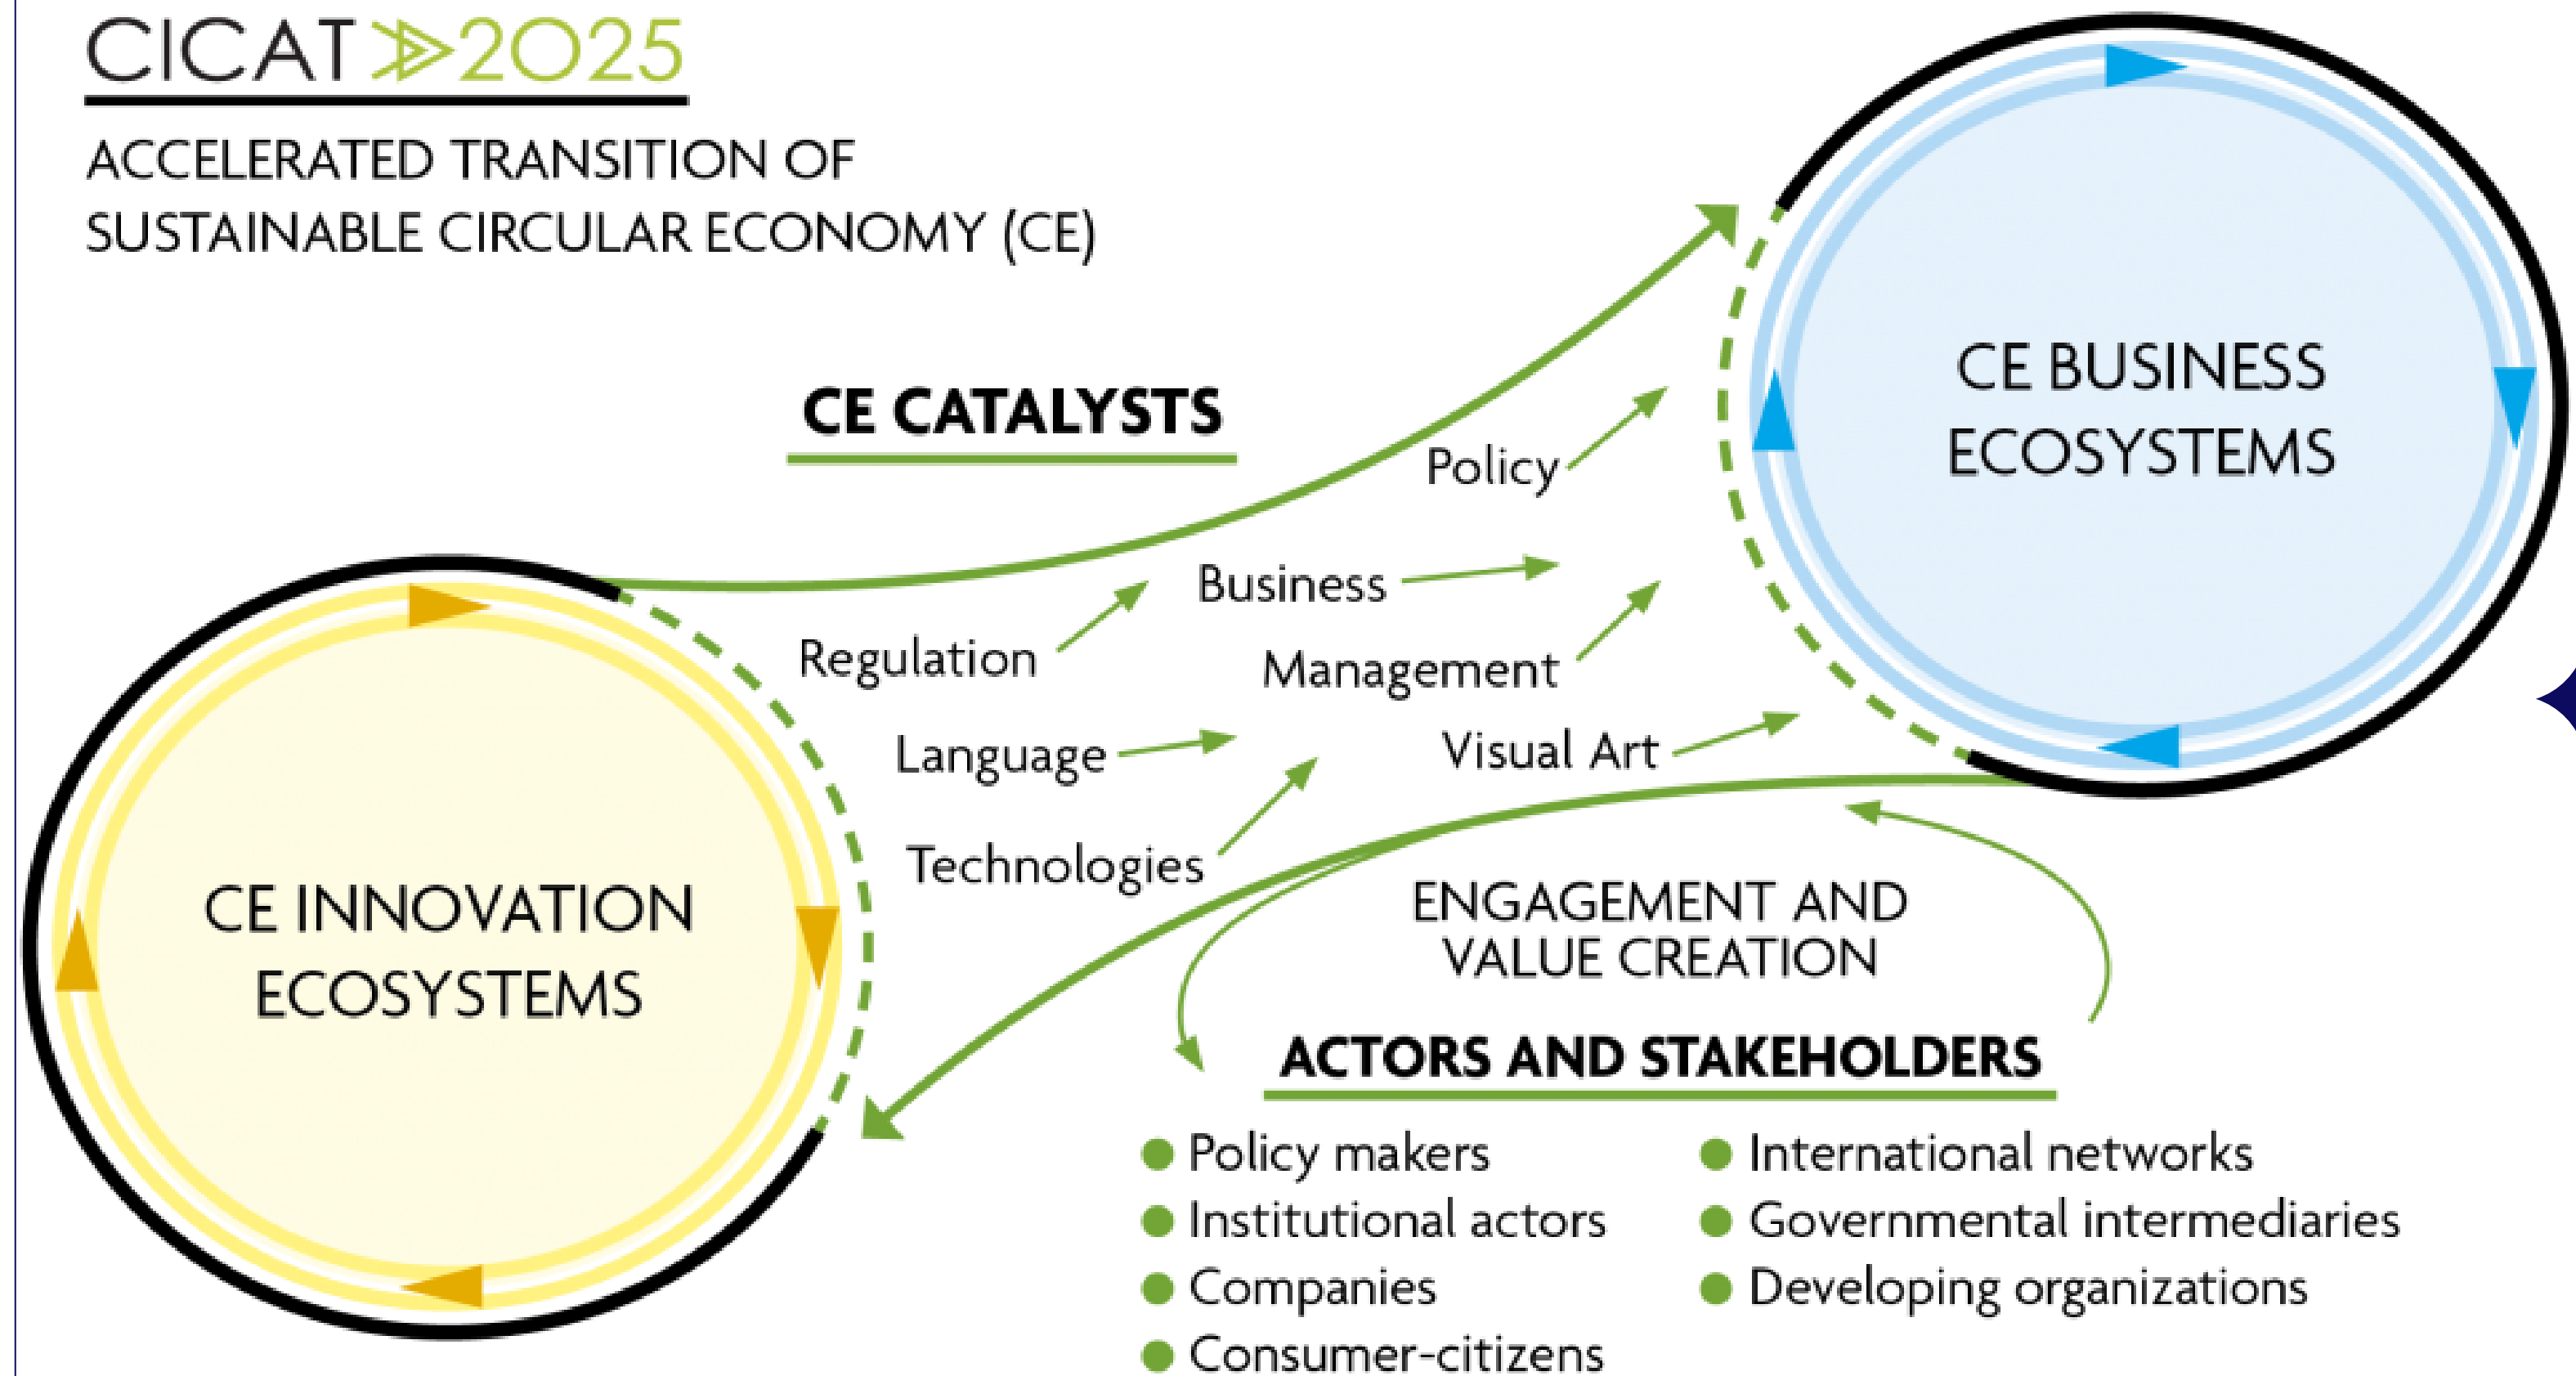 CICAT 2025
ACCELERATED TRANSITION OF
SUSTAINABLE CIRCULAR ECONOMY (CE)
CE BUSINESS
ECOSYSTEMS
CE CATALYSTS
Policy
Business
Regulation
Management
Language
Visual Art
Technologies
CE INNOVATION
ECOSYSTEMS
ENGAGEMENT AND
VALUE CREATION
ACTORS AND STAKEHOLDERS
Policy makers
Institutional actors
Companies
Consumer-citizens
International networks
Governmental intermediaries
Developing organizations